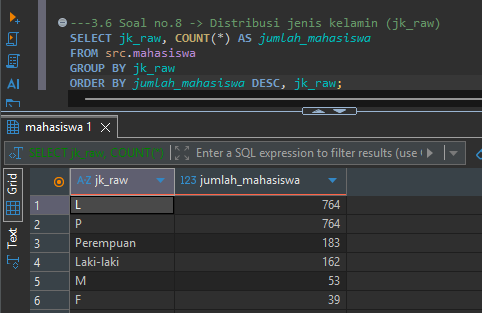 ---3.6 Soal no.8 -> Distribusi jenis kelamin (jk_raw)
SELECT jk_raw, COUNT(*) AS jumlah_mahasiswa
FROM src.mahasiswa
GROUP BY jk_raw
ORDER BY jumlah_mahasiswa DESC, jk_raw;
AI
mahasiswa 1
SELECT jk_raw, COUNT(*) Enter a SQL expression to filter results (use
Grid
Text
A-Z jk_raw 123 jumlah_mahasiswa
1 L 764
2 P 764
3 Perempuan 183
4 Laki-laki 162
5 M 53
6 F 39